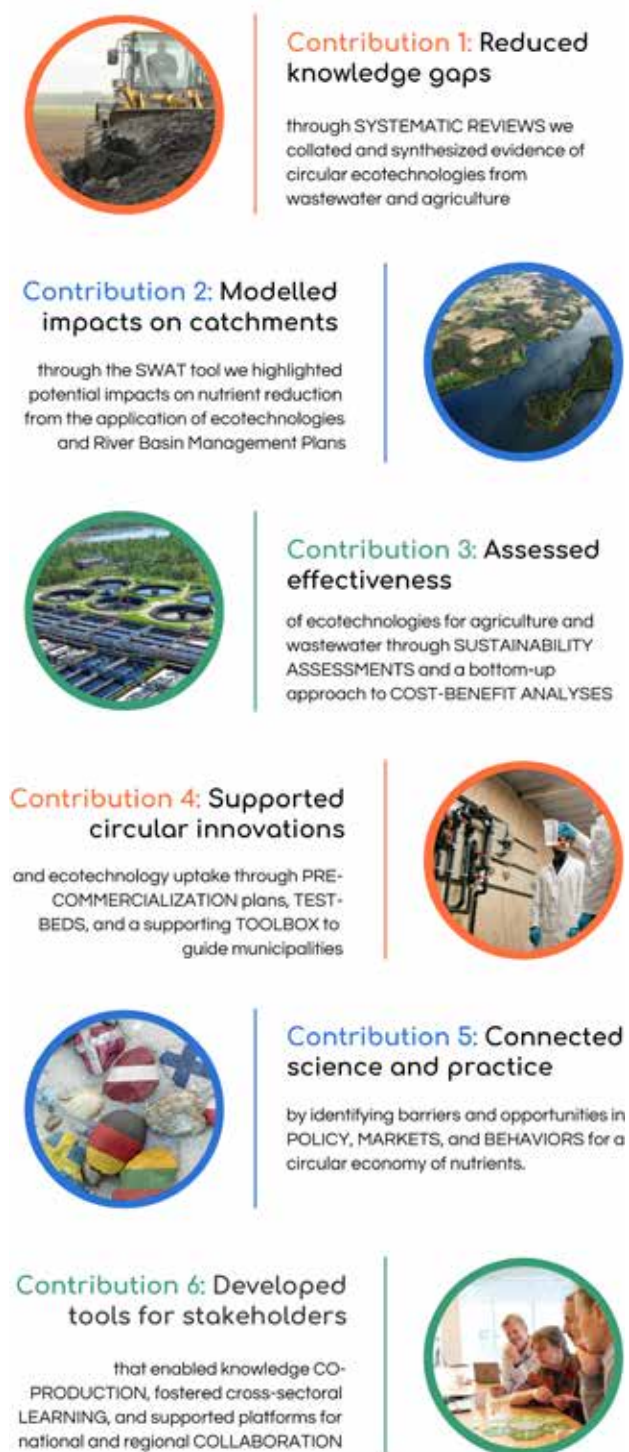 Contribution 1: Reduced
knowledge gaps
through SYSTEMATIC REVIEWS we
collated and synthesized evidence of
circular ecotechnologies from
wastewater and agriculture
Contribution 2: Modelled
impacts on catchments
through the SWAT tool we highlighted
potential impacts on nutrient reduction
from the application of ecotechnologies
and River Basin Management Plans
Contribution 3: Assessed
effectiveness
of ecotechnologies for agriculture and
wastewater through SUSTAINABILITY
ASSESSMENTS and a bottom-up
approach to COST-BENEFIT ANALYSES
Contribution 4: Supported
circular innovations
and ecotechnology uptake through PRE-
COMMERCIALIZATION plans, TEST-
BEDS, and a supporting TOOLBOX to
guide municipalities
Contribution 5: Connected
science and practice
by identifying barriers and opportunities in
POLICY, MARKETS, and BEHAVIORS for a
circular economy of nutrients.
Contribution 6: Developed
tools for stakeholders
that enabled knowledge CO-
PRODUCTION, fostered cross-sectoral
LEARNING, and supported platforms for
national and regional COLLABORATION